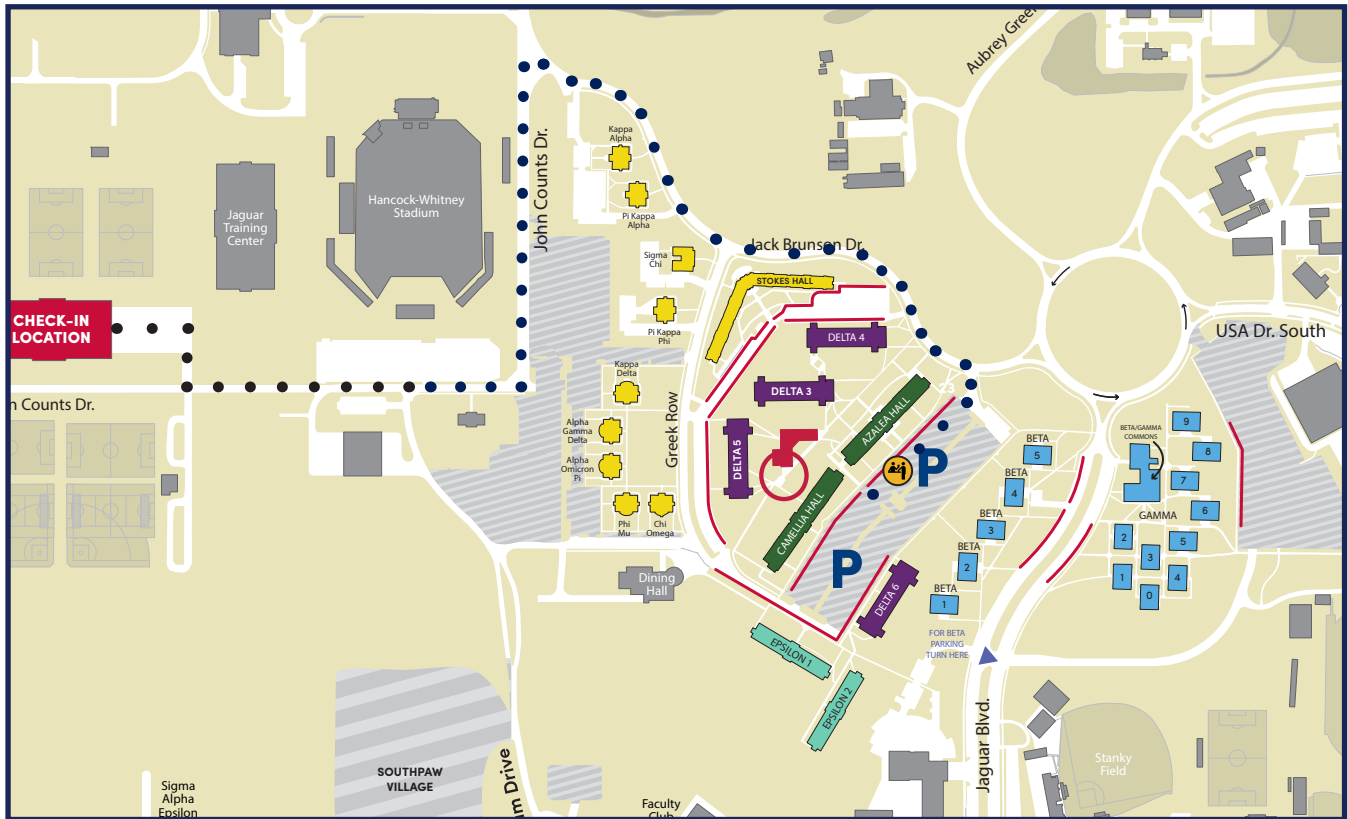 Aubrey Green
Kappa
Alpha
John Counts Dr.
Hancock-Whitney
Stadium
Pi Kappa
Alpha
Jaguar
Training
Center
Jack Brunson Dr.
Sigma
Chi
STOKES HALL
CHECK-IN
LOCATION
Pi Kappa
Phi
DELTA 4
USA Dr. South
Kappa
Delta
DELTA 3
23
n Counts Dr.
Greek Row
AZALEA HALL
Alpha
Gamma
Delta
DELTA 5
Alpha
Omicron
Pi
P
BETA
5
BETA/GAMMA
COMMONS
9
8
BETA
4
7
CAMELLIA HALL
Phi
Mu
Chi
Omega
BETA
3
GAMMA
6
2
5
3
BETA
2
P
1
4
0
Dining
Hall
DELTA 6
BETA
1
FOR BETA
PARKING
TURN HERE
EPSILON 1
EPSILON 2
Jaguar Blvd.
Stanky
Field
SOUTHPAW
VILLAGE
m Drive
Sigma
Alpha
Epsilon
Faculty
Club